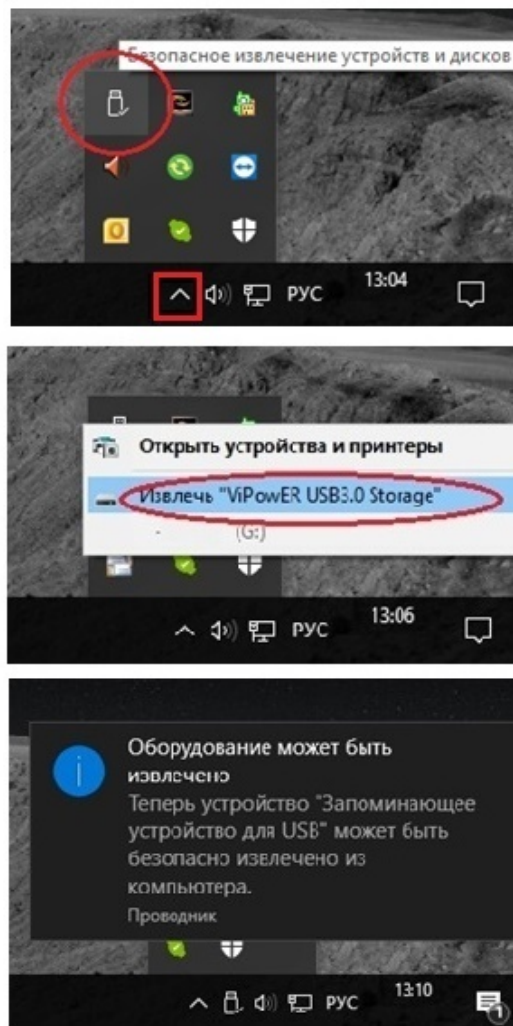 Безопасное извлечение устройств и дисков
РУС
13:04
Открыть устройства и принтеры
Извлечь "ViPowER USB3.0 Storage"
- (G:)
РУС
13:06
Оборудование может быть
извлечено
Теперь устройство "Запоминающее
устройство для USB" может быть
безопасно извлечено из
компьютера.
Проводник
РУС
13:10
1